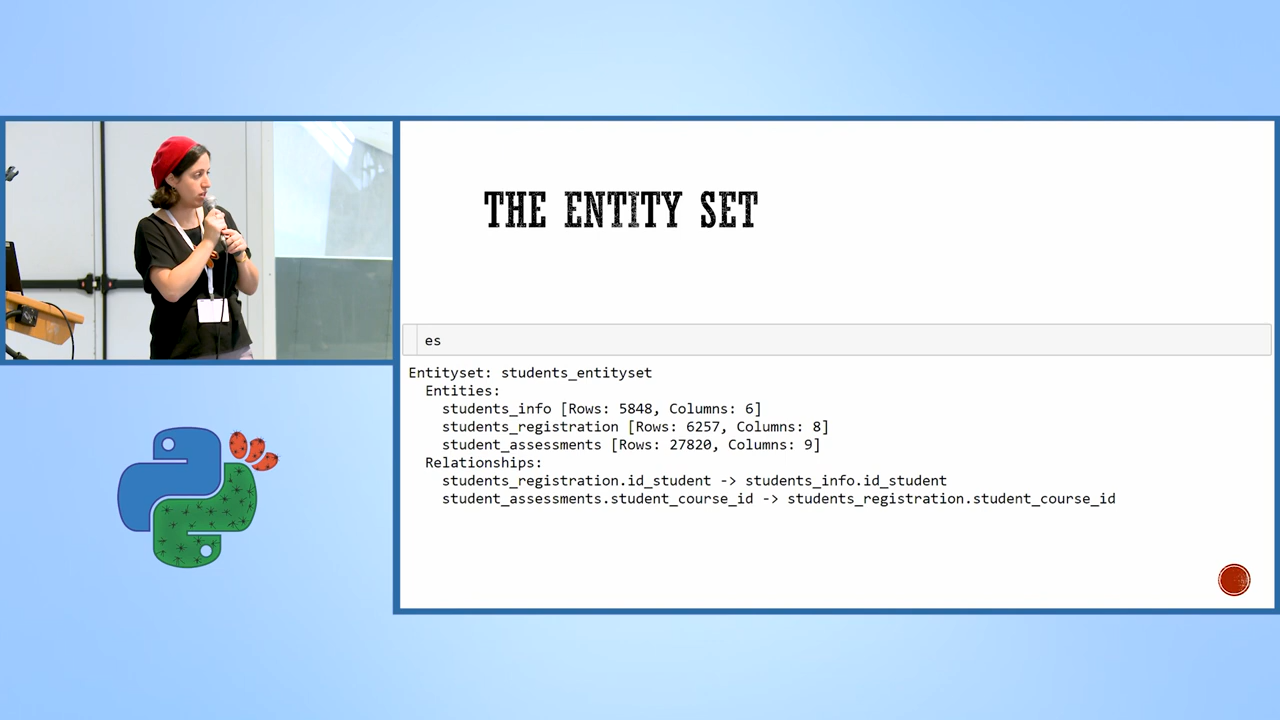 THE ENTITY SET
es
Entityset: students_entityset
Entities:
students_info [Rows: 5848, Columns: 6]
students_registration [Rows: 6257, Columns: 8]
student_assessments [Rows: 27820, Columns: 9]
Relationships:
students_registration.id_student -> students_info.id_student
student_assessments.student_course_id -> students_registration.student_course_id